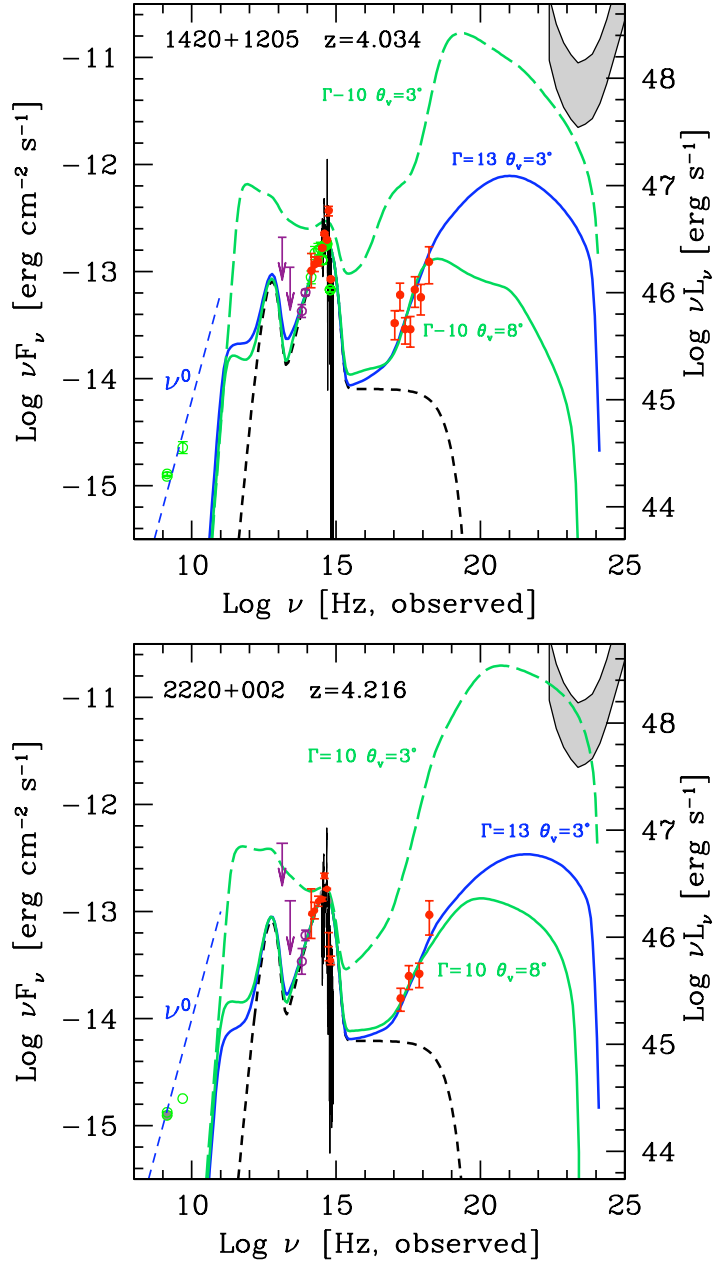 1420+1205 z=4.034
Γ−10 θᵥ=3°
Γ=13 θᵥ=3°
Γ−10 θᵥ=8°
ν⁰
−11
−12
−13
−14
−15
48
47
46
45
44
10
15
20
25
Log νFᵥ [erg cm⁻² s⁻¹]
Log νLᵥ [erg s⁻¹]
Log ν [Hz, observed]
2220+002 z=4.216
Γ=10 θᵥ=3°
Γ=13 θᵥ=3°
Γ=10 θᵥ=8°
ν⁰
−11
−12
−13
−14
−15
48
47
46
45
44
10
15
20
25
Log νFᵥ [erg cm⁻² s⁻¹]
Log νLᵥ [erg s⁻¹]
Log ν [Hz, observed]